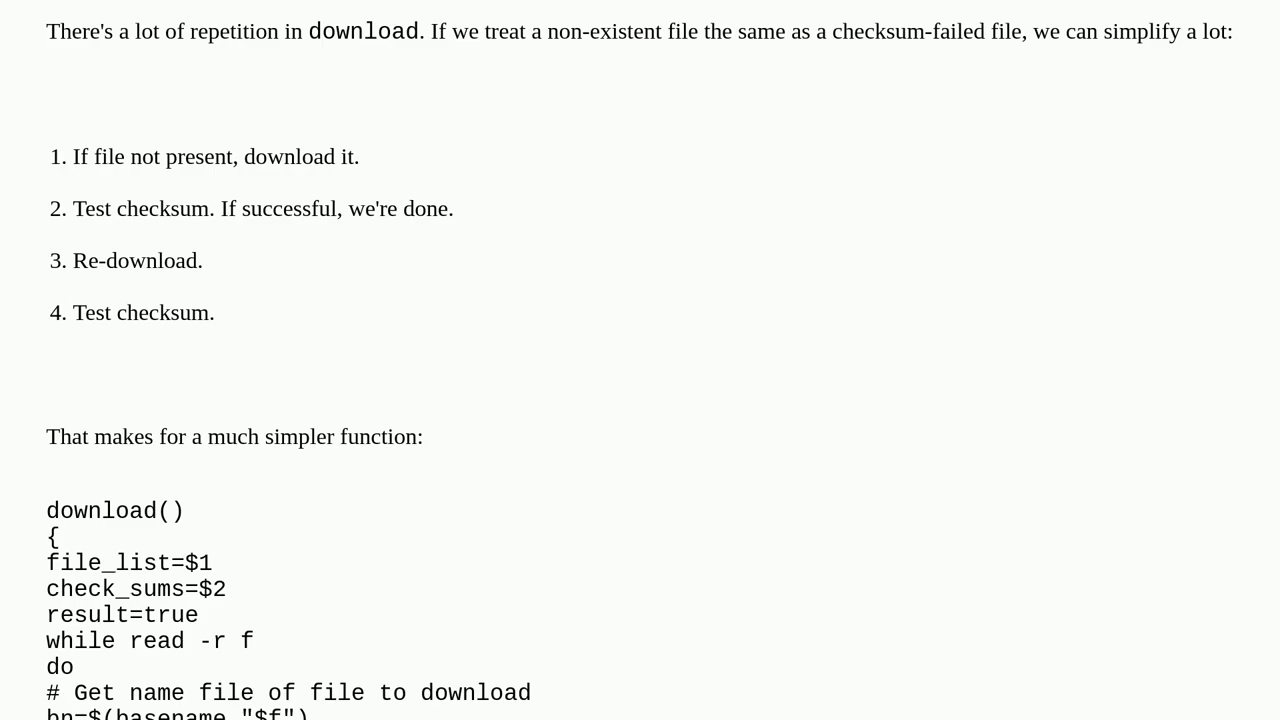 There's a lot of repetition in download. If we treat a non-existent file the same as a checksum-failed file, we can simplify a lot:
1. If file not present, download it.
2. Test checksum. If successful, we're done.
3. Re-download.
4. Test checksum.
That makes for a much simpler function:
download()
{
file_list=$1
check_sums=$2
result=true
while read -r f
do
# Get name file of file to download
bn=$(basename "$f")